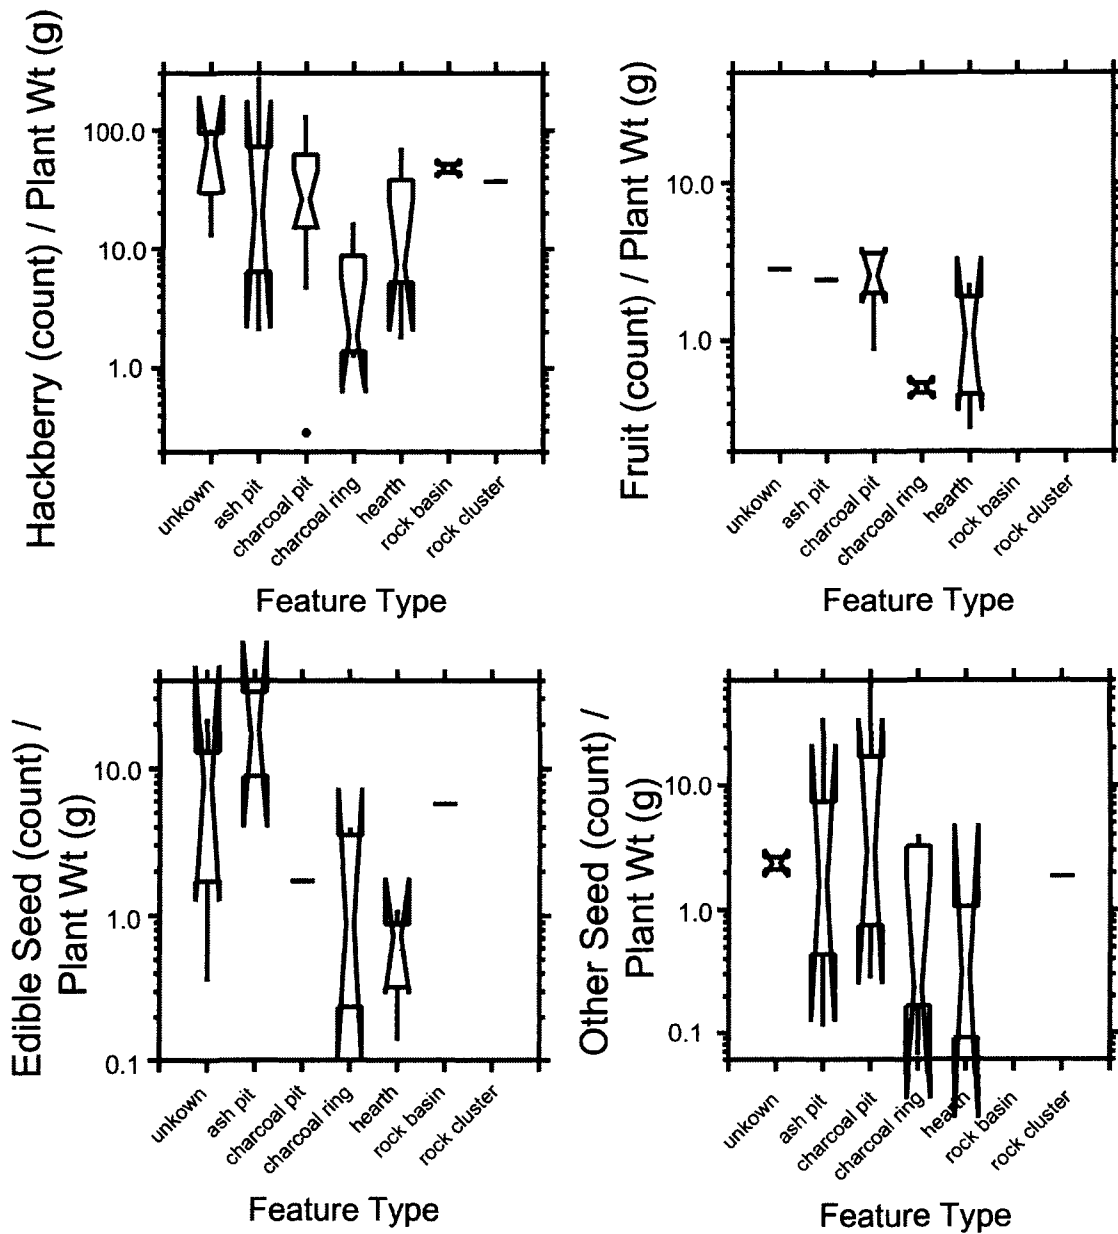 Hackberry (count) / Plant Wt (g)
100.0
10.0
1.0
unkown
ash pit
charcoal pit
charcoal ring
hearth
rock basin
rock cluster
Feature Type
Fruit (count) / Plant Wt (g)
10.0
1.0
unkown
ash pit
charcoal pit
charcoal ring
hearth
rock basin
rock cluster
Feature Type
Edible Seed (count) /
Plant Wt (g)
10.0
1.0
0.1
unkown
ash pit
charcoal pit
charcoal ring
hearth
rock basin
rock cluster
Feature Type
Other Seed (count) /
Plant Wt (g)
10.0
1.0
0.1
unkown
ash pit
charcoal pit
charcoal ring
hearth
rock basin
rock cluster
Feature Type